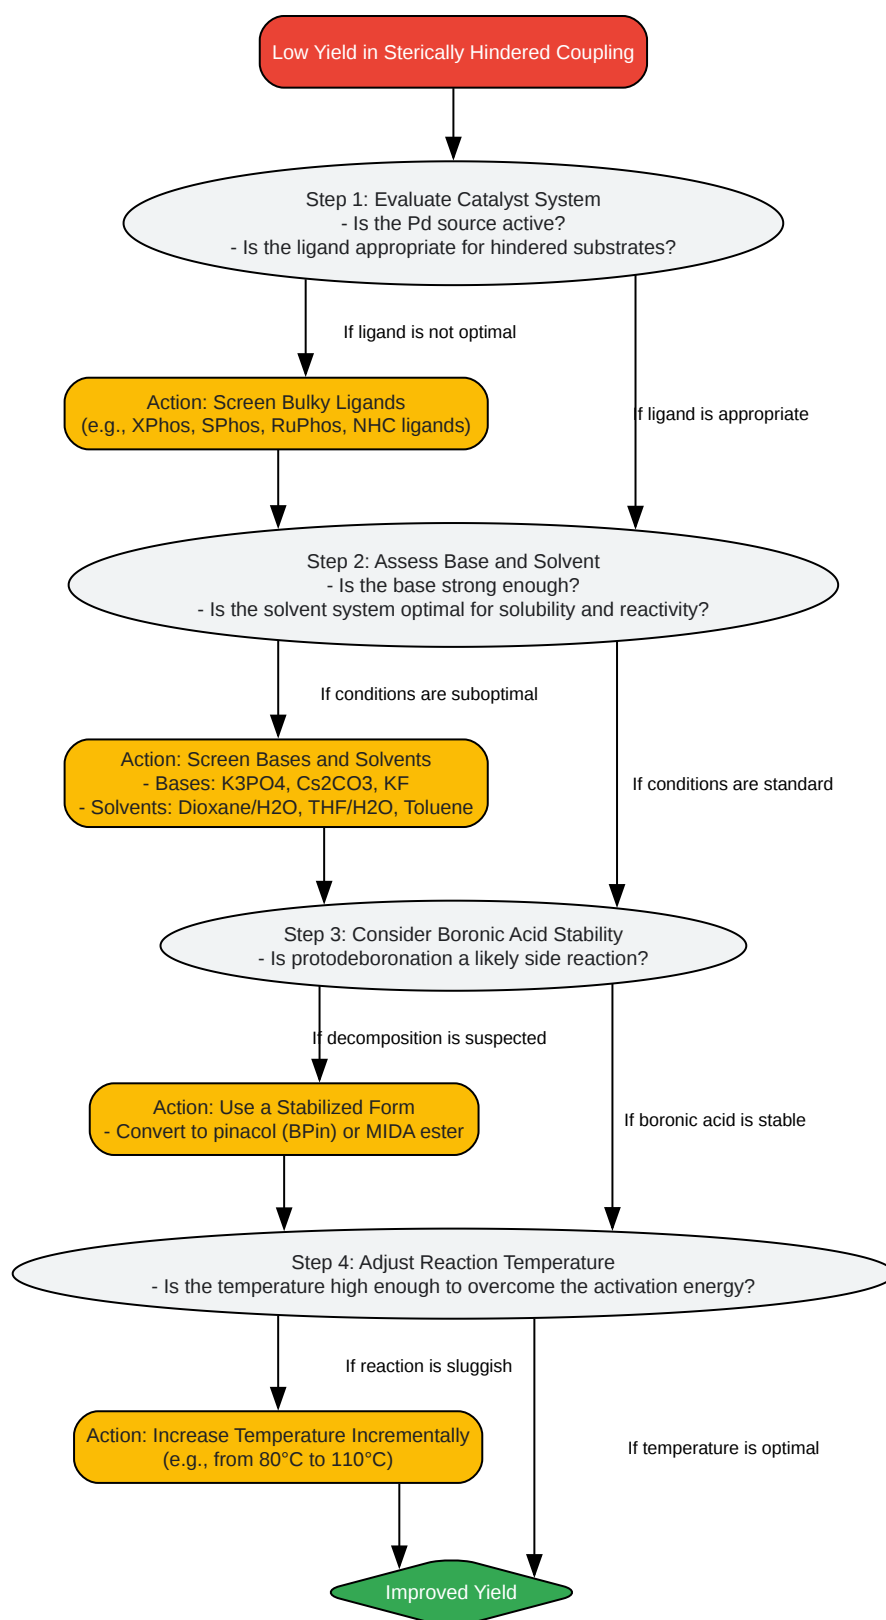 Low Yield in Sterically Hindered Coupling
Step 1: Evaluate Catalyst System
- Is the Pd source active?
- Is the ligand appropriate for hindered substrates?
If ligand is not optimal
Action: Screen Bulky Ligands
(e.g., XPhos, SPhos, RuPhos, NHC ligands)
If ligand is appropriate
Step 2: Assess Base and Solvent
- Is the base strong enough?
- Is the solvent system optimal for solubility and reactivity?
If conditions are suboptimal
Action: Screen Bases and Solvents
- Bases: K3PO4, Cs2CO3, KF
- Solvents: Dioxane/H2O, THF/H2O, Toluene
If conditions are standard
Step 3: Consider Boronic Acid Stability
- Is protodeboronation a likely side reaction?
If decomposition is suspected
Action: Use a Stabilized Form
- Convert to pinacol (BPin) or MIDA ester
If boronic acid is stable
Step 4: Adjust Reaction Temperature
- Is the temperature high enough to overcome the activation energy?
If reaction is sluggish
Action: Increase Temperature Incrementally
(e.g., from 80°C to 110°C)
If temperature is optimal
Improved Yield